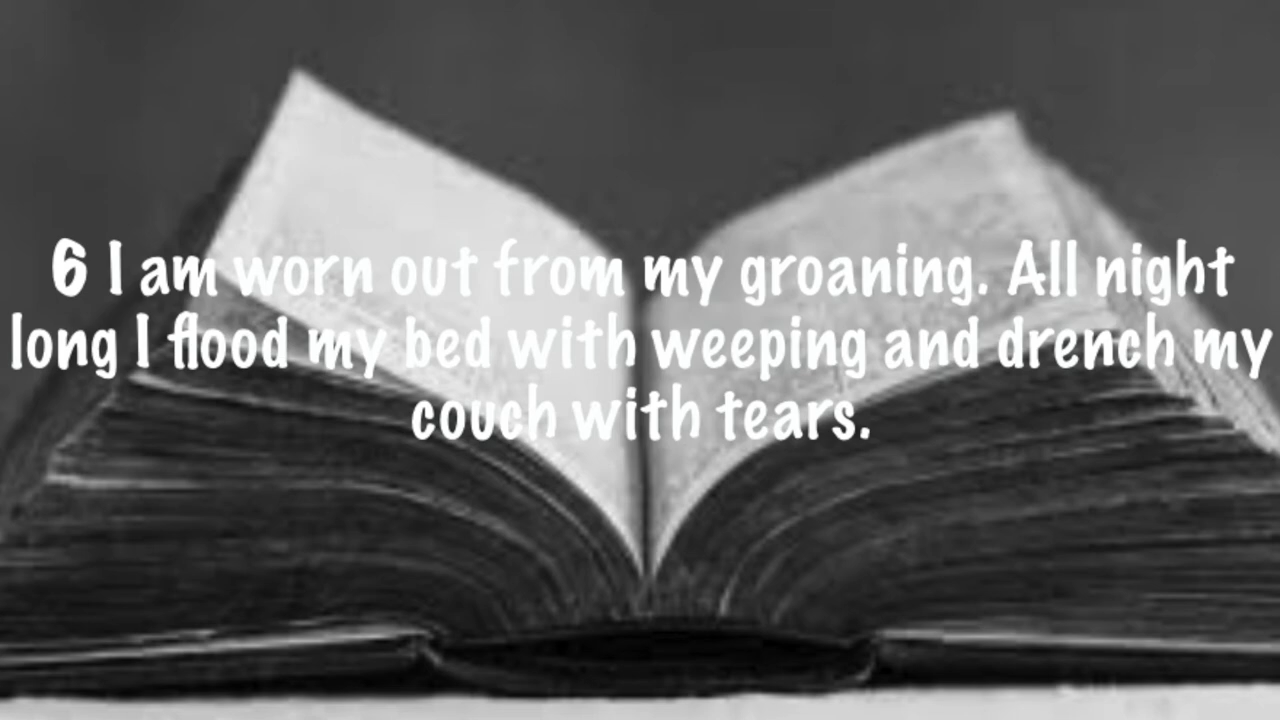 6 I am worn out from my groaning. All night
long I flood my bed with weeping and drench my
couch with tears.